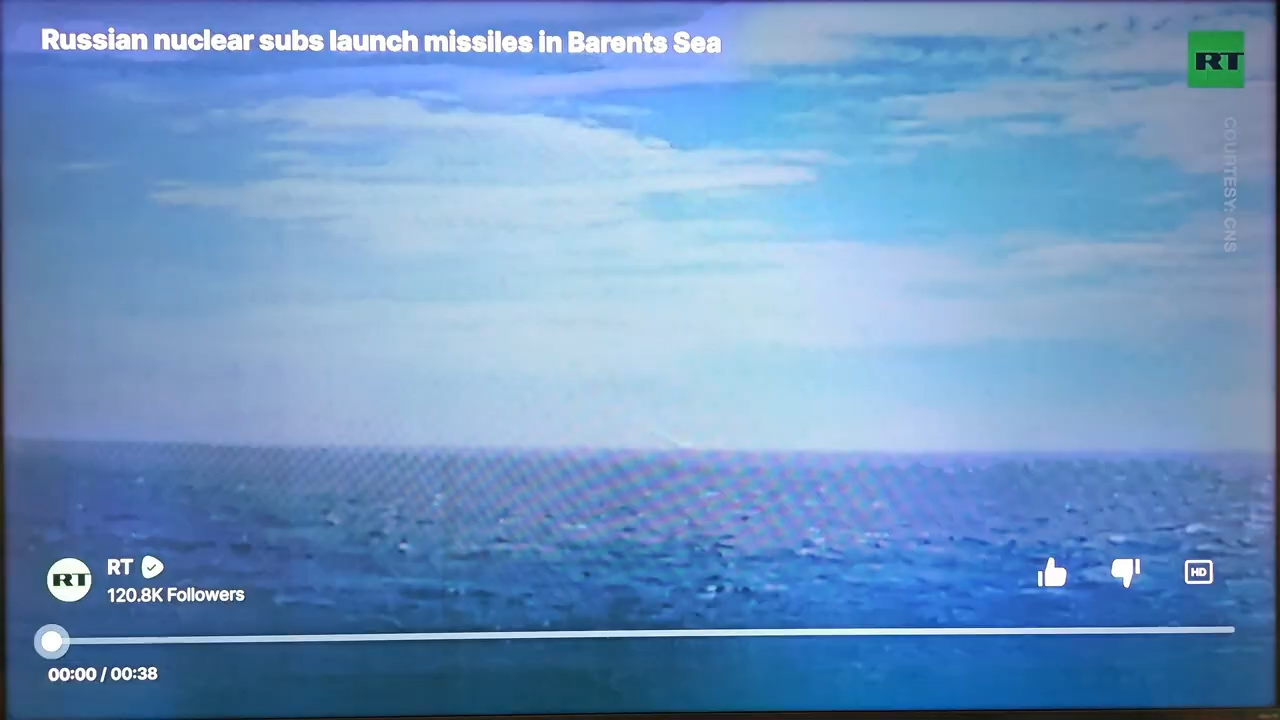 Russian nuclear subs launch missiles in Barents Sea
RT
COURTESY: CNS
RT
RT
120.8K Followers
HD
00:00 / 00:38